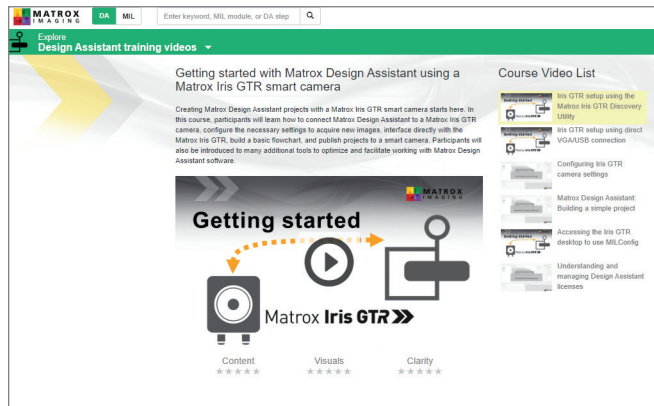 MATROX
IMAGING
DA
MIL
Enter keyword, MIL module, or DA step
Explore
Design Assistant training videos
Getting started with Matrox Design Assistant using a
Matrox Iris GTR smart camera
Creating Matrox Design Assistant projects with a Matrox Iris GTR smart camera starts here. In
this course, participants will learn how to connect Matrox Design Assistant to a Matrox Iris GTR
camera, configure the necessary settings to acquire new images, interface directly with the
Matrox Iris GTR, build a basic flowchart, and publish projects to a smart camera. Participants will
also be introduced to many additional tools to optimize and facilitate working with Matrox Design
Assistant software.
MATROX
IMAGING
Getting started
Matrox Iris GTR
Content
Visuals
Clarity
Course Video List
Getting started
Iris GTR setup using the
Matrox Iris GTR Discovery
Utility
Getting started
Iris GTR setup using direct
VGA/USB connection
Configuring Iris GTR
camera settings
Matrox Design Assistant:
Building a simple project
Getting started
Accessing the Iris GTR
desktop to use MILConfig
Understanding and
managing Design Assistant
licenses